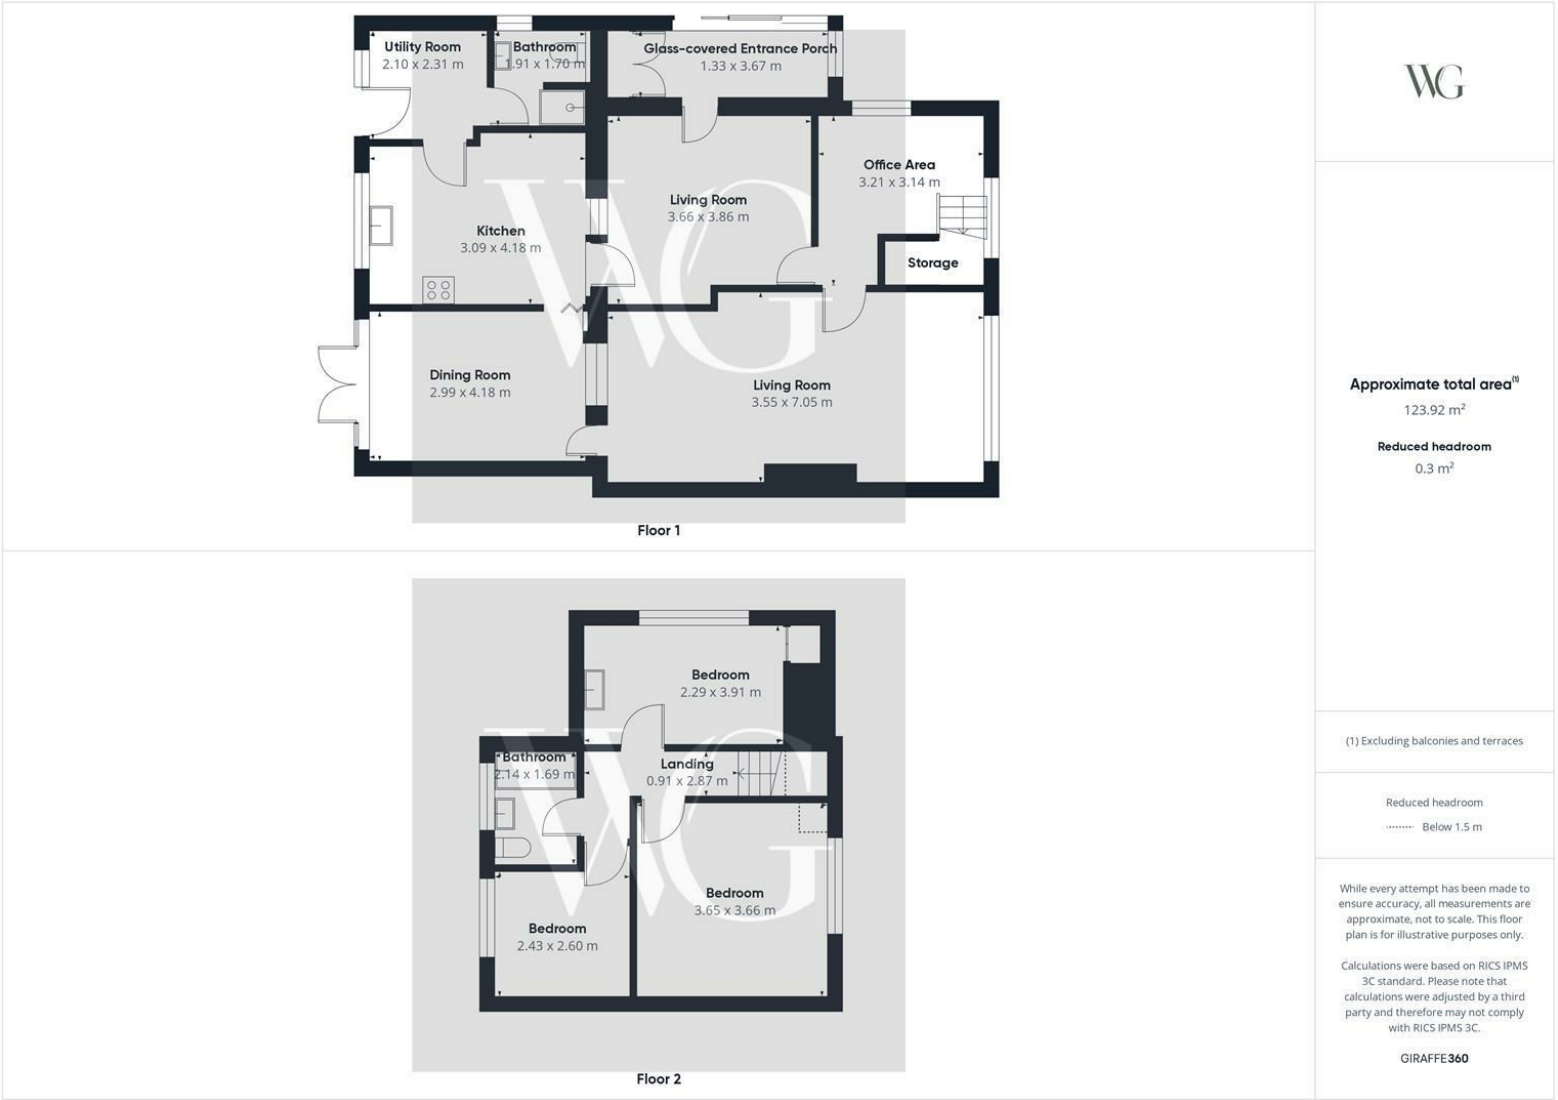 Utility Room
2.10 x 2.31 m
Bathroom
1.91 x 1.70 m
Glass-covered Entrance Porch
1.33 x 3.67 m
Office Area
3.21 x 3.14 m
Living Room
3.66 x 3.86 m
Kitchen
3.09 x 4.18 m
Storage
Dining Room
2.99 x 4.18 m
Living Room
3.55 x 7.05 m
WG
Floor 1
Bedroom
2.29 x 3.91 m
Bathroom
2.14 x 1.69 m
Landing
0.91 x 2.87 m
Bedroom
3.65 x 3.66 m
Bedroom
2.43 x 2.60 m
WG
Floor 2
WG
Approximate total area(1)
123.92 m²
Reduced headroom
0.3 m²
(1) Excluding balconies and terraces
Reduced headroom
Below 1.5 m
While every attempt has been made to
ensure accuracy, all measurements are
approximate, not to scale. This floor
plan is for illustrative purposes only.
Calculations were based on RICS IPMS
3C standard. Please note that
calculations were adjusted by a third
party and therefore may not comply
with RICS IPMS 3C.
GIRAFFE360